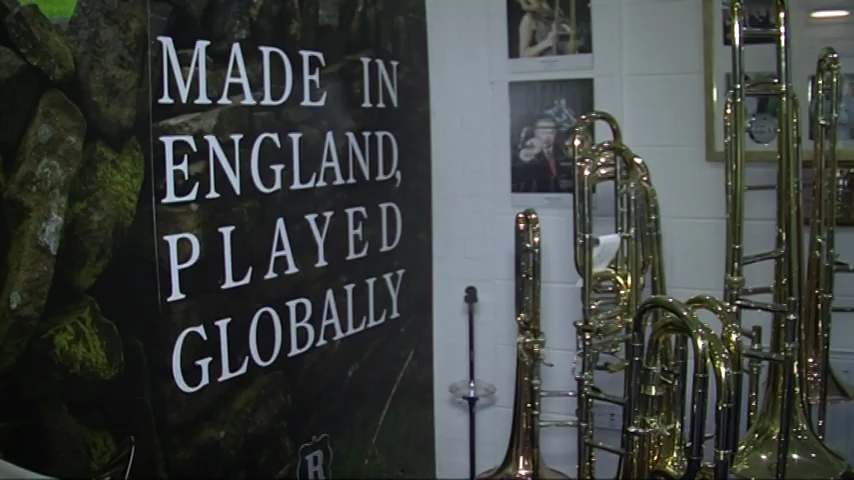 MADE IN
ENGLAND,
PLAYED
GLOBALLY
R